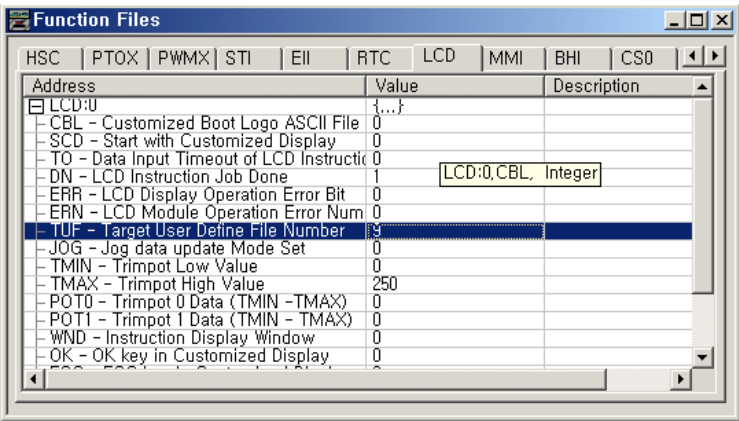 Function Files
HSC PTOX PWMX STI EII RTC LCD MMI BHI CS0
Address Value Description
LCD:0 {...}
CBL - Customized Boot Logo ASCII File 0
SCD - Start with Customized Display 0
TO - Data Input Timeout of LCD Instructic 0
DN - LCD Instruction Job Done 1
LCD:0,CBL, Integer
ERR - LCD Display Operation Error Bit 0
ERN - LCD Module Operation Error Num 0
TUF - Target User Define File Number 9
JOG - Jog data update Mode Set 0
TMIN - Trimpot Low Value 0
TMAX - Trimpot High Value 250
POT0 - Trimpot 0 Data (TMIN -TMAX) 0
POT1 - Trimpot 1 Data (TMIN - TMAX) 0
WND - Instruction Display Window 0
OK - OK key in Customized Display 0